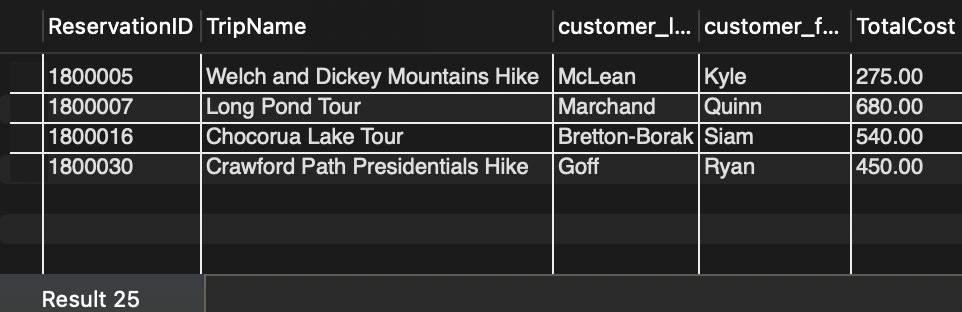 ReservationID TripName customer_l... customer_f... TotalCost
1800005 Welch and Dickey Mountains Hike McLean Kyle 275.00
1800007 Long Pond Tour Marchand Quinn 680.00
1800016 Chocorua Lake Tour Bretton-Borak Siam 540.00
1800030 Crawford Path Presidentials Hike Goff Ryan 450.00
Result 25